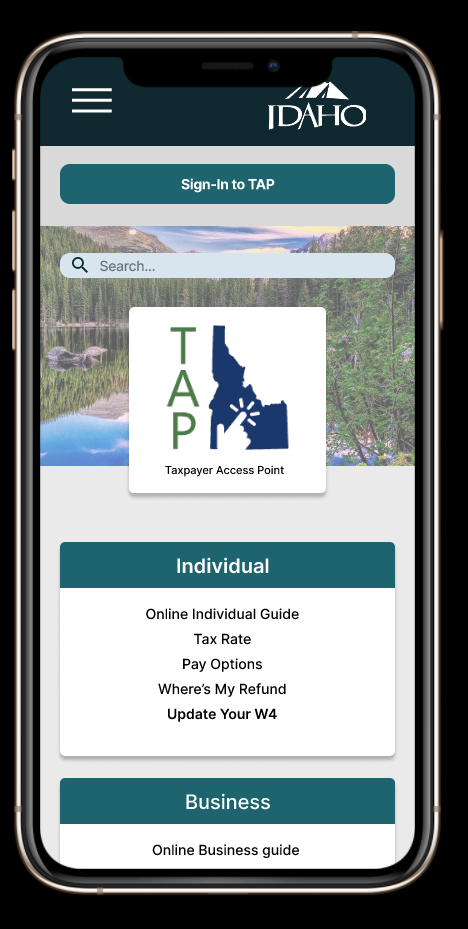 IDAHO
Sign-In to TAP
Search...
T
A
P
Taxpayer Access Point
Individual
Online Individual Guide
Tax Rate
Pay Options
Where’s My Refund
Update Your W4
Business
Online Business guide